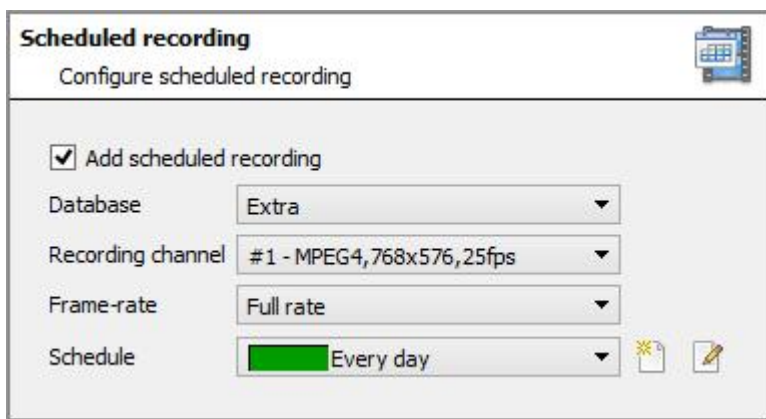 Scheduled recording
Configure scheduled recording
Add scheduled recording
Database Extra
Recording channel #1 - MPEG4,768x576,25fps
Frame-rate Full rate
Schedule Every day